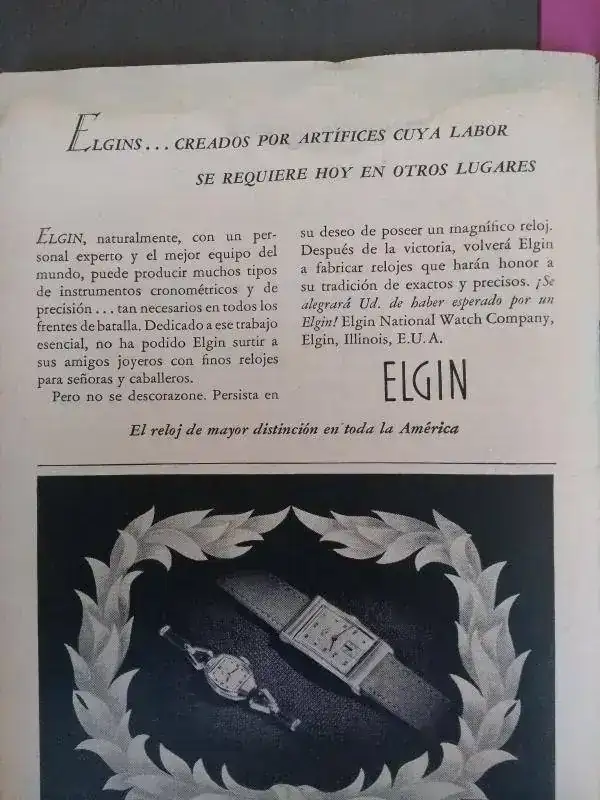 ELGINS... CREADOS POR ARTÍFICES CUYA LABOR
SE REQUIERE HOY EN OTROS LUGARES
ELGIN, naturalmente, con un per-
sonal experto y el mejor equipo del
mundo, puede producir muchos tipos
de instrumentos cronométricos y de
precisión... tan necesarios en todos los
frentes de batalla. Dedicado a ese trabajo
esencial, no ha podido Elgin surtir a
sus amigos joyeros con finos relojes
para señoras y caballeros.
Pero no se descorazone. Persista en
su deseo de poseer un magnífico reloj.
Después de la victoria, volverá Elgin
a fabricar relojes que harán honor a
su tradición de exactos y precisos. ¡Se
alegrará Ud. de haber esperado por un
Elgin! Elgin National Watch Company,
Elgin, Illinois, E.U.A.
ELGIN
El reloj de mayor distinción en toda la América